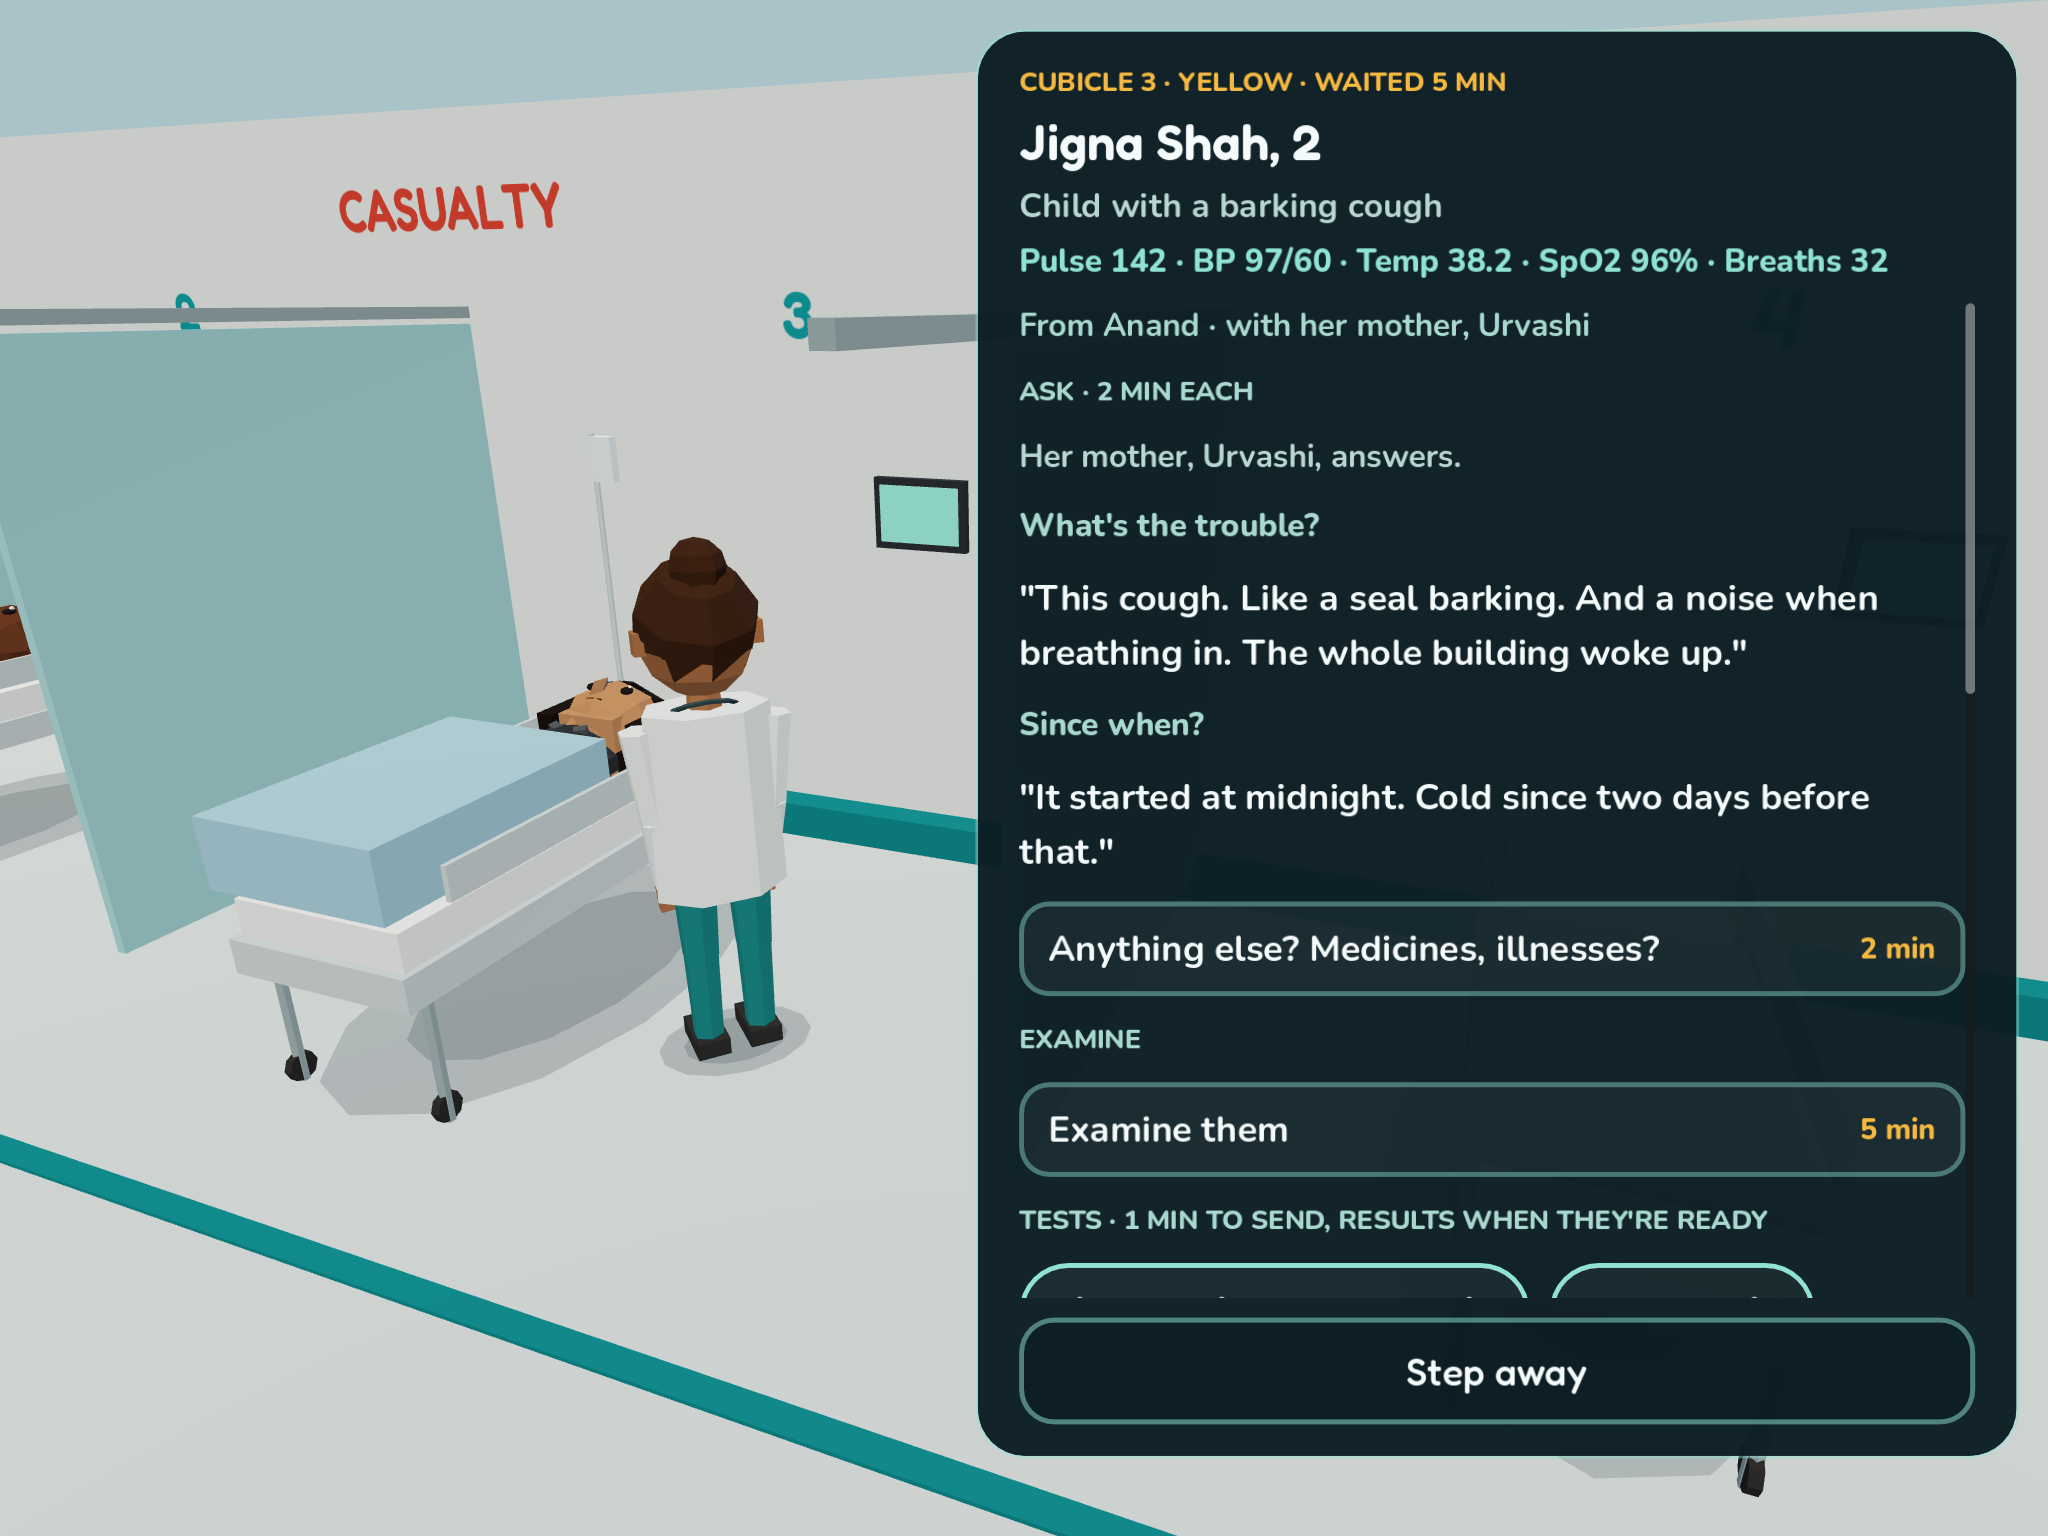 CASUALTY
2
3
CUBICLE 3 · YELLOW · WAITED 5 MIN
Jigna Shah, 2
Child with a barking cough
Pulse 142 · BP 97/60 · Temp 38.2 · SpO2 96% · Breaths 32
4
From Anand · with her mother, Urvashi
ASK · 2 MIN EACH
Her mother, Urvashi, answers.
What's the trouble?
"This cough. Like a seal barking. And a noise when
breathing in. The whole building woke up."
Since when?
"It started at midnight. Cold since two days before
that."
Anything else? Medicines, illnesses? 2 min
EXAMINE
Examine them 5 min
TESTS · 1 MIN TO SEND, RESULTS WHEN THEY'RE READY
Step away